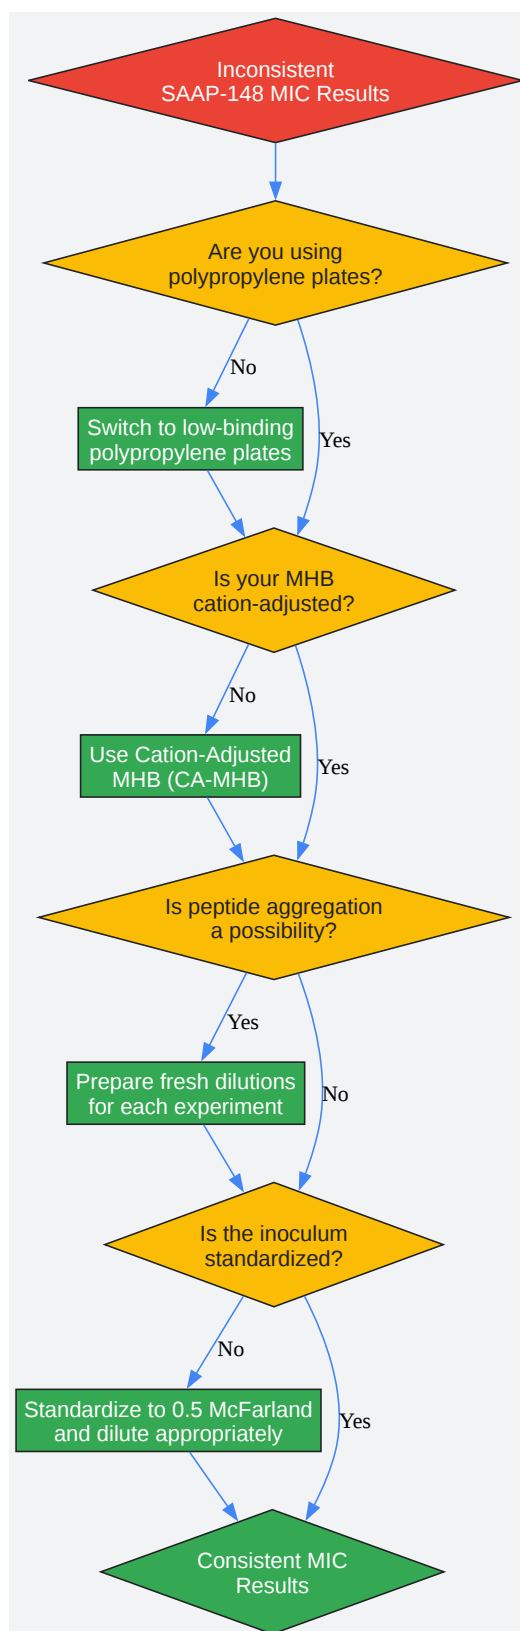 Inconsistent
SAAP-148 MIC Results
Are you using
polypropylene plates?
No
Yes
Switch to low-binding
polypropylene plates
Is your MHB
cation-adjusted?
No
Yes
Use Cation-Adjusted
MHB (CA-MHB)
Is peptide aggregation
a possibility?
Yes
No
Prepare fresh dilutions
for each experiment
Is the inoculum
standardized?
No
Yes
Standardize to 0.5 McFarland
and dilute appropriately
Consistent MIC
Results